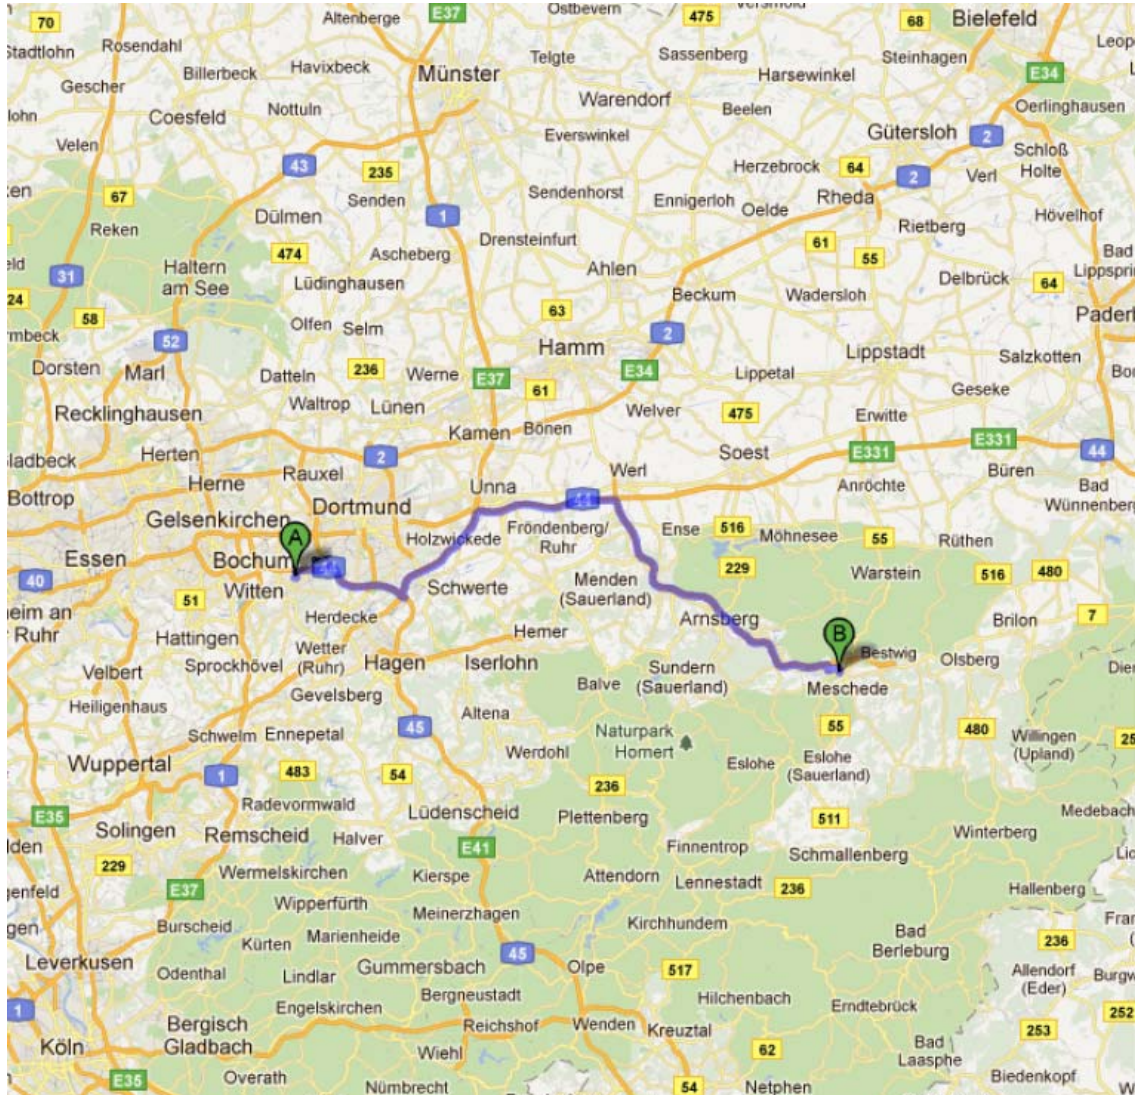 E37
Ostbevern
Altenberge
70
475
68
Bielefeld
Stadtlohn
Rosendahl
Telgte
Sassenberg
Steinhagen
Billerbeck
Havixbeck
Münster
Harsewinkel
E34
Gescher
Nottuln
Warendorf
Beelen
Oerlinghausen
Coesfeld
Everswinkel
Gütersloh
2
Velen
Schloß
Holte
43
235
Herzebrock
64
2
Verl
67
Senden
Sendenhorst
Ennigerloh
Rheda
Reken
Dülmen
1
Oelde
Rietberg
Hövelhof
474
Ascheberg
Drensteinfurt
61
55
Bad
Lippspring
31
Haltern
am See
Lüdinghausen
Ahlen
Delbrück
64
24
58
Olfen
Selm
63
Beckum
Wadersloh
Paderl
52
Hamm
2
Lippstadt
Salzkotten
Dorsten
Marl
Datteln
236
Werne
E37
E34
Lippetal
Geseke
Waltrop
Lünen
61
Recklinghausen
Welver
475
Erwitte
Kamen
Bönen
Herten
2
Soest
E331
E331
44
Rauxel
Werl
Büren
Herne
Unna
Anröchte
Bad
Wünnenberg
Bottrop
Dortmund
44
Gelsenkirchen
A
Holzwickede
Fröndenberg/
Ruhr
Ense
516
Möhnesee
55
Rüthen
Essen
Bochum
44
229
Warstein
516
480
40
Witten
Schwerte
Menden
(Sauerland)
51
Herdecke
Arnsberg
B
Brilon
7
Ruhr
Hattingen
Wetter
(Ruhr)
Hemer
Bestwig
Olsberg
Velbert
Sprockhövel
Hagen
Iserlohn
Sundern
(Sauerland)
Meschede
Gevelsberg
Balve
Heiligenhaus
45
Altena
55
480
Willingen
(Upland)
Schwelm
Ennepetal
Naturpark
Homert
Werdohl
Eslohe
Eslohe
(Sauerland)
Wuppertal
1
483
54
236
Radevormwald
Lüdenscheid
Plettenberg
511
Medebach
E35
Solingen
Remscheid
Halver
E41
Finnentrop
Winterberg
229
Schmallenberg
Wermelskirchen
Kierspe
Attendorn
Lennestadt
236
Hallenberg
E37
Wipperfürth
Meinerzhagen
Kirchhundem
Burscheid
Marienheide
Bad
Berleburg
236
Kürten
45
Leverkusen
Odenthal
Lindlar
Gummersbach
Olpe
517
Allendorf
(Eder)
1
Engelskirchen
Bergneustadt
Hilchenbach
Erndtebrück
252
Bergisch
Gladbach
Reichshof
Wenden
Kreuztal
253
Köln
Wiehl
62
Bad
Laasphe
E35
Overath
Nümbrecht
54
Netphen
Biedenkopf